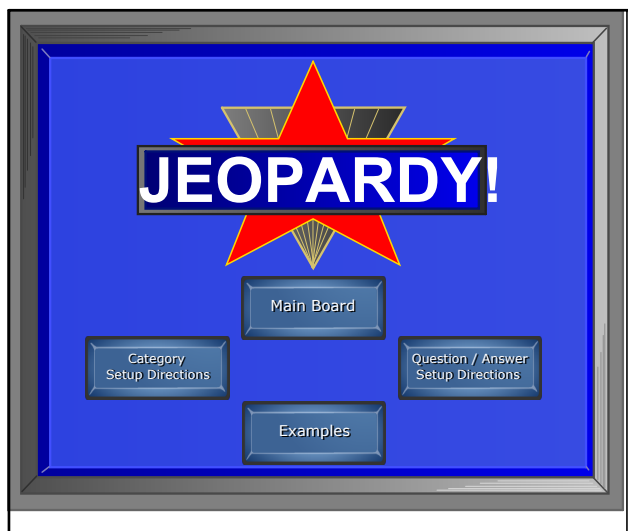 JEOPARDY!
Main Board
Category
Setup Directions
Question / Answer
Setup Directions
Examples